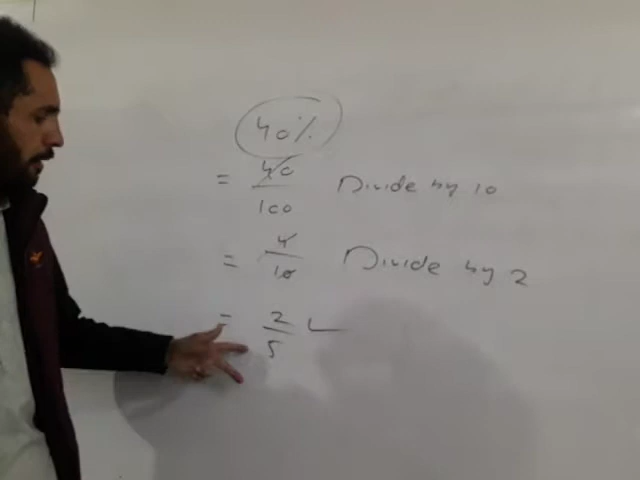 40%
= 40/100 Divide by 10
= 4/10 Divide by 2
= 2/5